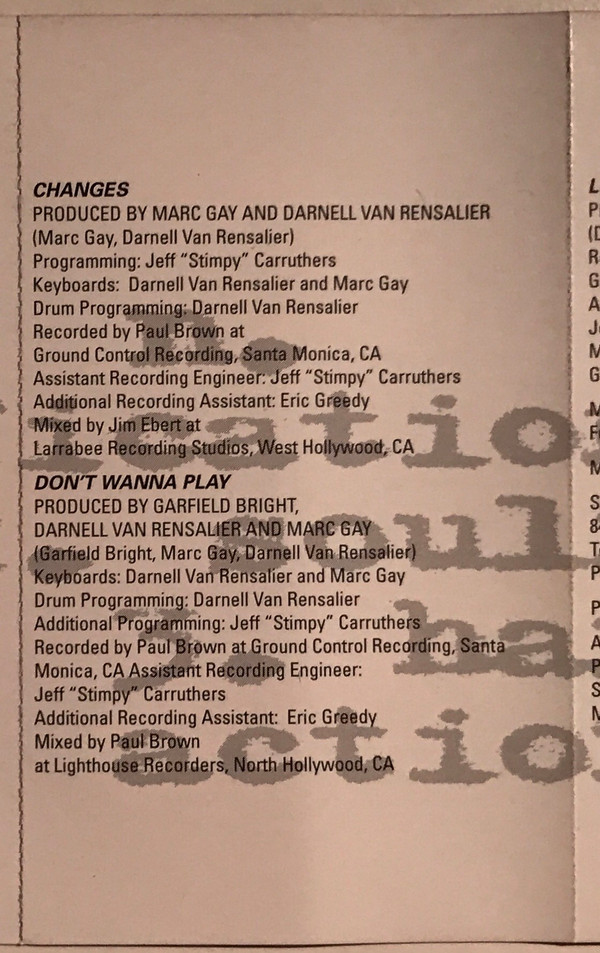 CHANGES
PRODUCED BY MARC GAY AND DARNELL VAN RENSALIER
(Marc Gay, Darnell Van Rensalier)
Programming: Jeff “Stimpy” Carruthers
Keyboards:  Darnell Van Rensalier and Marc Gay
Drum Programming: Darnell Van Rensalier
Recorded by Paul Brown at
Ground Control Recording, Santa Monica, CA
Assistant Recording Engineer: Jeff “Stimpy” Carruthers
Additional Recording Assistant: Eric Greedy
Mixed by Jim Ebert at
Larrabee Recording Studios, West Hollywood, CA
DON'T WANNA PLAY
PRODUCED BY GARFIELD BRIGHT,
DARNELL VAN RENSALIER AND MARC GAY
(Garfield Bright, Marc Gay, Darnell Van Rensalier)
Keyboards: Darnell Van Rensalier and Marc Gay
Drum Programming: Darnell Van Rensalier
Additional Programming: Jeff “Stimpy” Carruthers
Recorded by Paul Brown at Ground Control Recording, Santa
Monica, CA Assistant Recording Engineer:
Jeff “Stimpy” Carruthers
Additional Recording Assistant:  Eric Greedy
Mixed by Paul Brown
at Lighthouse Recorders, North Hollywood, CA